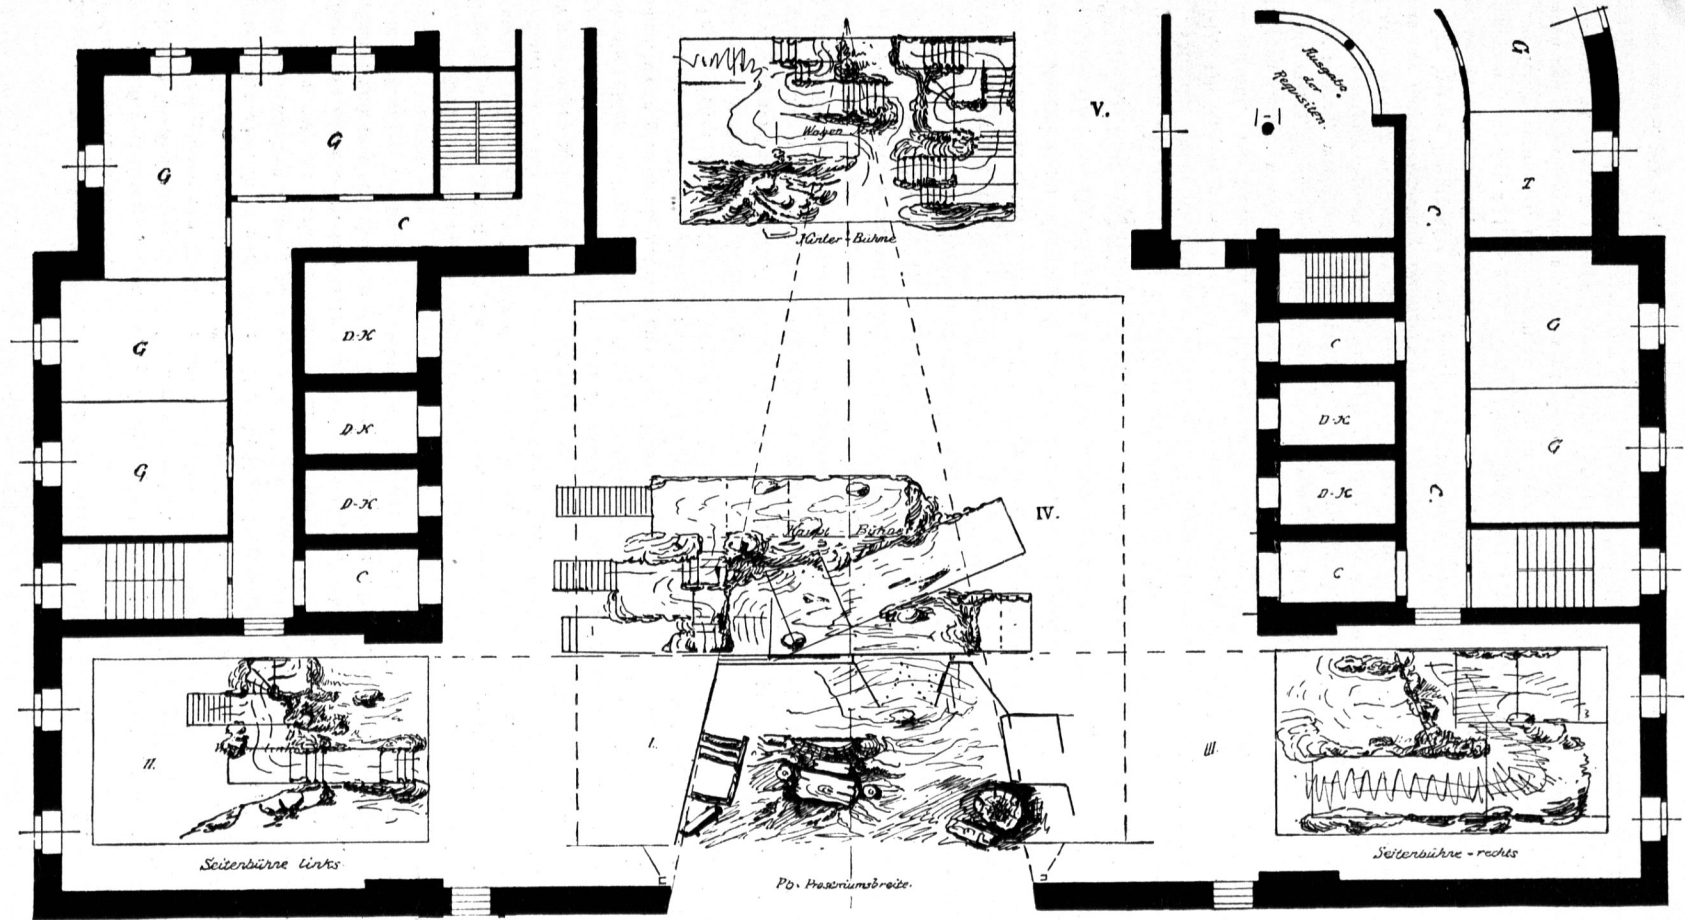 G
G
C
G
G
D-K
D-K
D-K
C
Wagen
Hinter-Bühne
V.
Ausgabe
der
Requisiten.
G
T
C.
G
G
C
D-K
D-K
C
C.
Haupt-Bühne
IV.
II.
Seitenbühne links
I.
Pb. Prosceniumsbreite.
III.
Seitenbühne-rechts